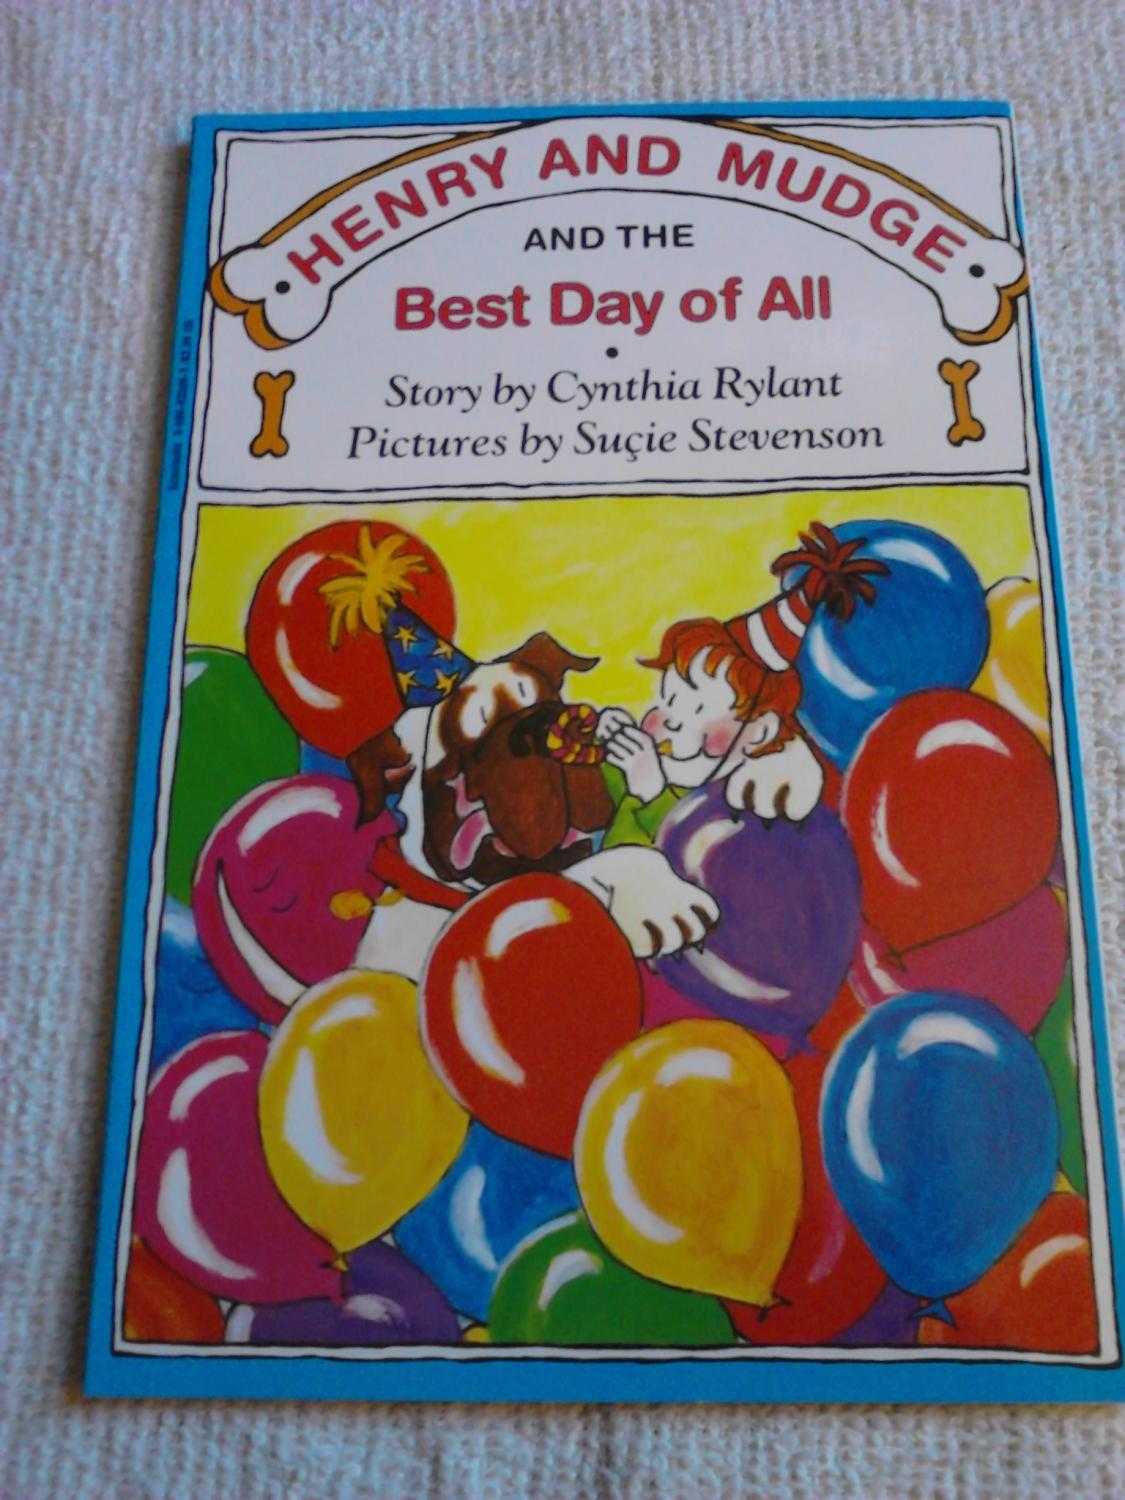 HENRY AND MUDGE
AND THE
Best Day of All
Story by Cynthia Rylant
Pictures by Suçie Stevenson